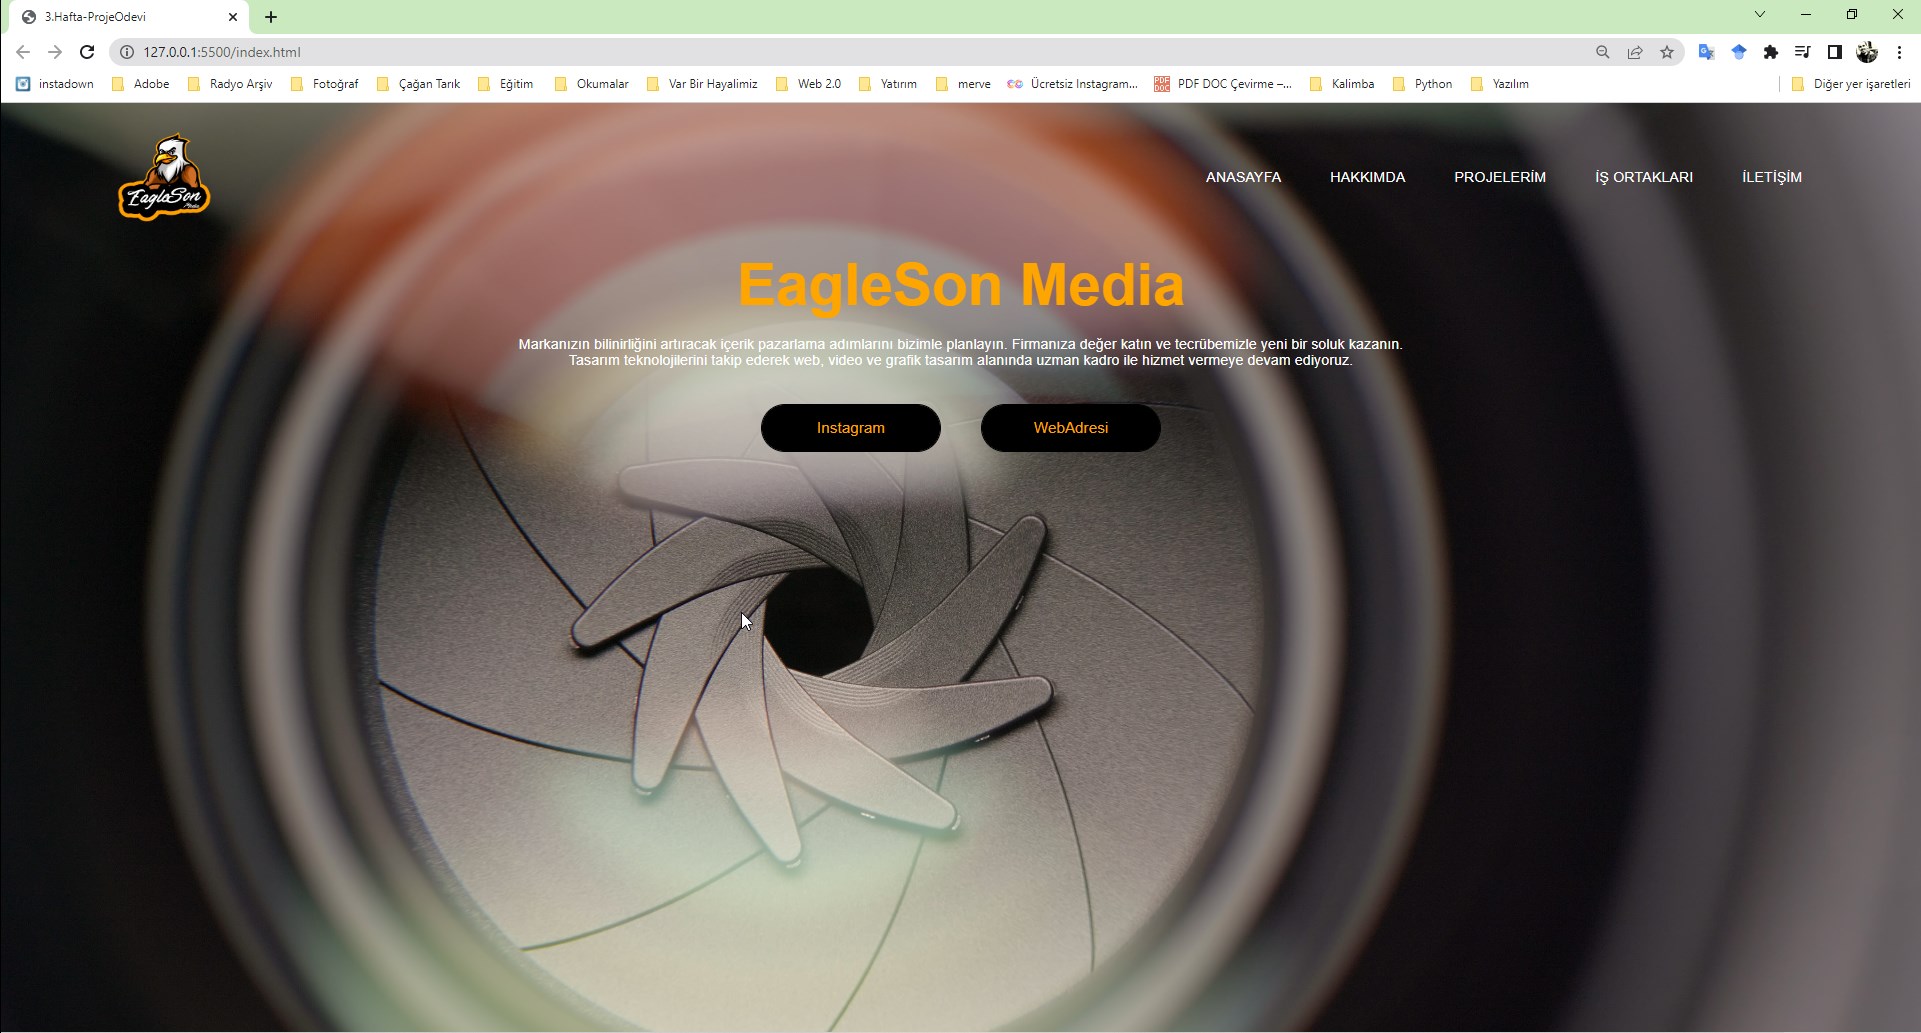 3.Hafta-ProjeOdevi
127.0.0.1:5500/index.html
instadown Adobe Radyo Arşiv Fotoğraf Çağan Tarık Eğitim Okumalar Var Bir Hayalimiz Web 2.0 Yatırım merve Ücretsiz Instagram... PDF DOC Çevirme –... Kalimba Python Yazılım Diğer yer işaretleri
EagleSon
Media
ANASAYFA HAKKIMDA PROJELERİM İŞ ORTAKLARI İLETİŞİM
EagleSon Media
Markanızın bilinirliğini artıracak içerik pazarlama adımlarını bizimle planlayın. Firmanıza değer katın ve tecrübemizle yeni bir soluk kazanın.
Tasarım teknolojilerini takip ederek web, video ve grafik tasarım alanında uzman kadro ile hizmet vermeye devam ediyoruz.
Instagram WebAdresi